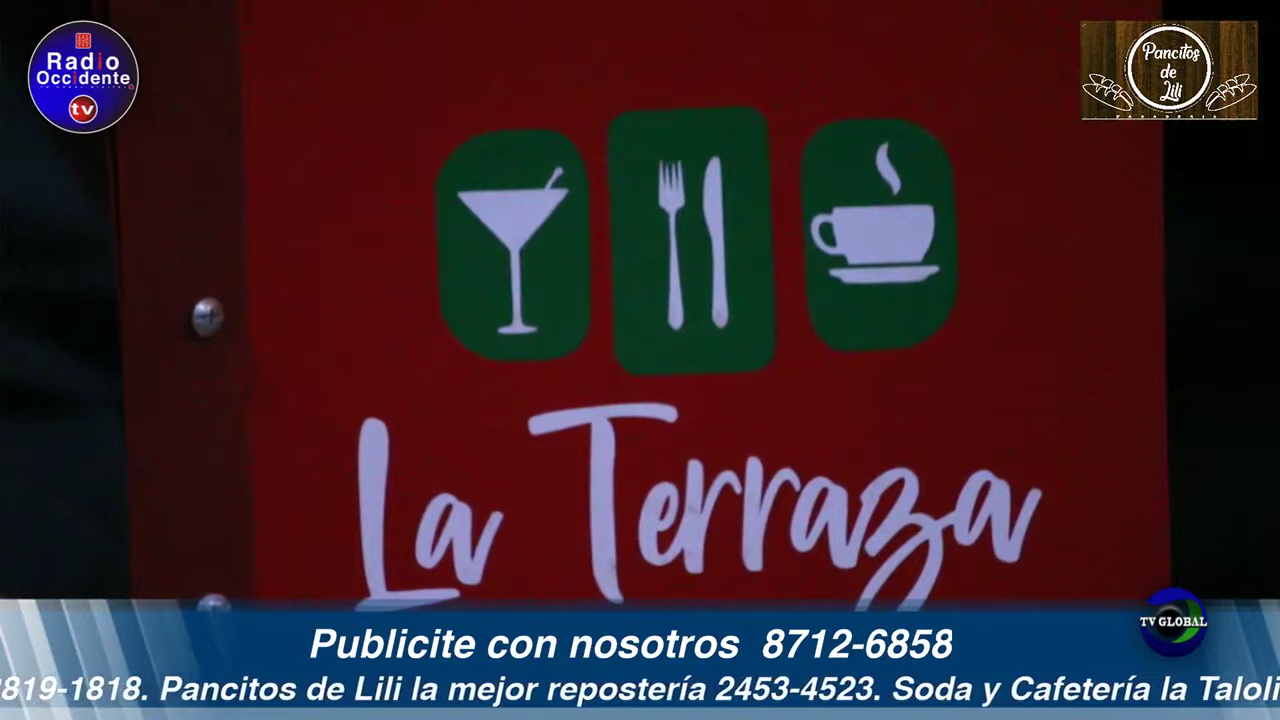 Radio
Occidente
tv
Pancitos
de
Lili
PANADERIA
La Terraza
TV GLOBAL
Publicite con nosotros 8712-6858
819-1818. Pancitos de Lili la mejor repostería 2453-4523. Soda y Cafetería la Taloli